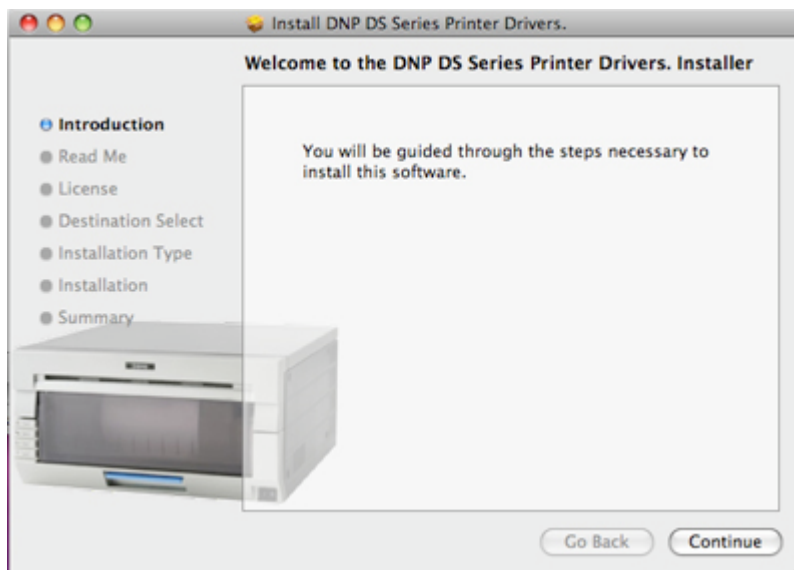 Install DNP DS Series Printer Drivers.
Welcome to the DNP DS Series Printer Drivers. Installer
Introduction
Read Me
License
Destination Select
Installation Type
Installation
Summary
You will be guided through the steps necessary to
install this software.
Go Back
Continue